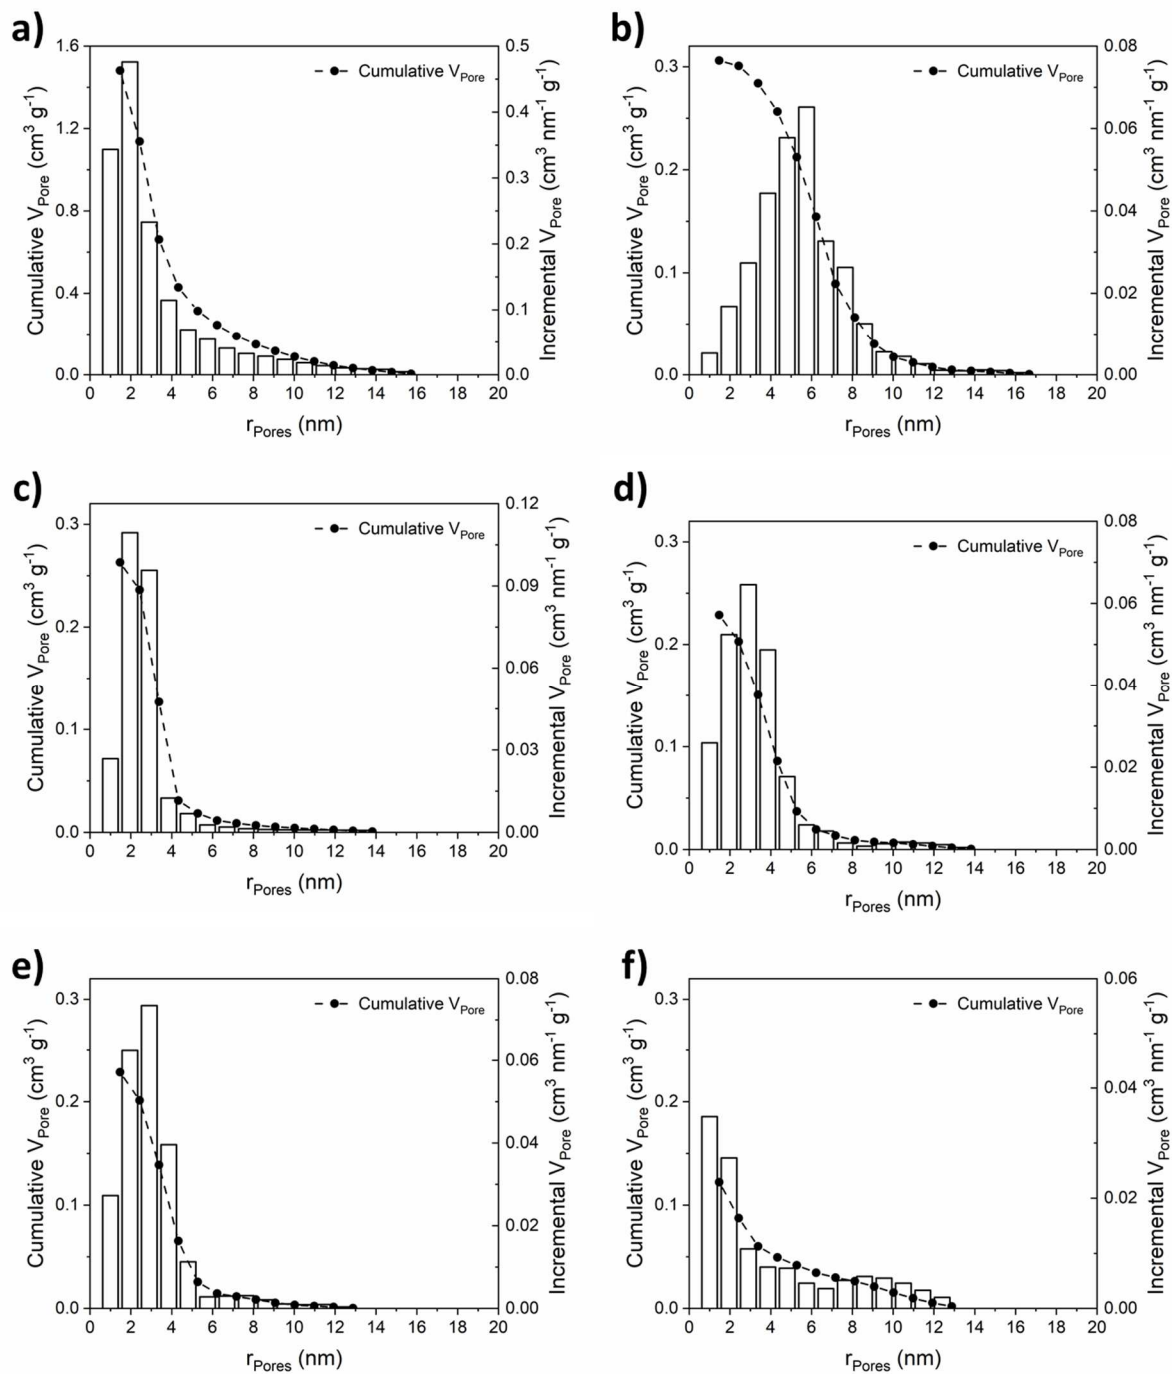 a)
1.6
1.2
0.8
0.4
0.0
Cumulative V_Pore (cm³ g⁻¹)
0.5
0.4
0.3
0.2
0.1
0.0
Incremental V_Pore (cm³ nm⁻¹ g⁻¹)
Cumulative V_Pore
0 2 4 6 8 10 12 14 16 18 20
r_Pores (nm)
b)
0.3
0.2
0.1
0.0
Cumulative V_Pore (cm³ g⁻¹)
0.08
0.06
0.04
0.02
0.00
Incremental V_Pore (cm³ nm⁻¹ g⁻¹)
Cumulative V_Pore
0 2 4 6 8 10 12 14 16 18 20
r_Pores (nm)
c)
0.3
0.2
0.1
0.0
Cumulative V_Pore (cm³ g⁻¹)
0.12
0.09
0.06
0.03
0.00
Incremental V_Pore (cm³ nm⁻¹ g⁻¹)
Cumulative V_Pore
0 2 4 6 8 10 12 14 16 18 20
r_Pores (nm)
d)
0.3
0.2
0.1
0.0
Cumulative V_Pore (cm³ g⁻¹)
0.08
0.06
0.04
0.02
0.00
Incremental V_Pore (cm³ nm⁻¹ g⁻¹)
Cumulative V_Pore
0 2 4 6 8 10 12 14 16 18 20
r_Pores (nm)
e)
0.3
0.2
0.1
0.0
Cumulative V_Pore (cm³ g⁻¹)
0.08
0.06
0.04
0.02
0.00
Incremental V_Pore (cm³ nm⁻¹ g⁻¹)
Cumulative V_Pore
0 2 4 6 8 10 12 14 16 18 20
r_Pores (nm)
f)
0.3
0.2
0.1
0.0
Cumulative V_Pore (cm³ g⁻¹)
0.06
0.04
0.02
0.00
Incremental V_Pore (cm³ nm⁻¹ g⁻¹)
Cumulative V_Pore
0 2 4 6 8 10 12 14 16 18 20
r_Pores (nm)